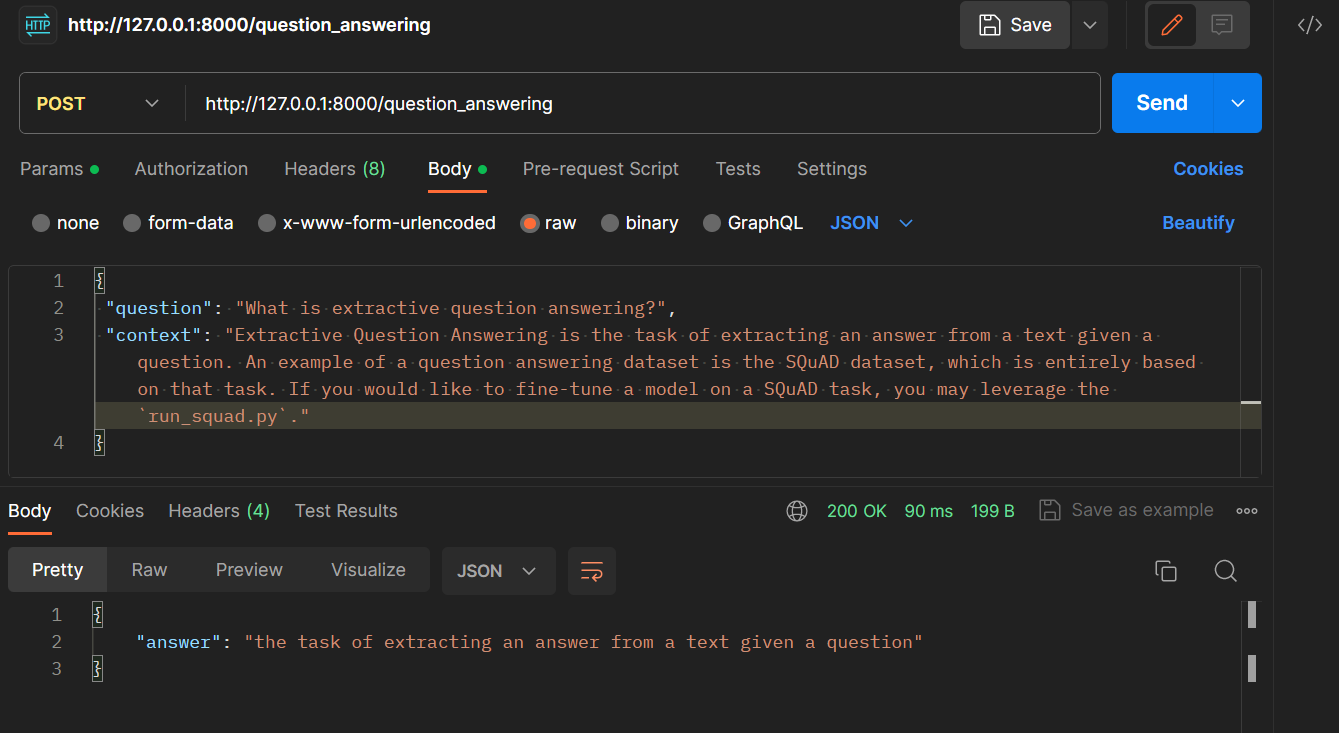 HTTP http://127.0.0.1:8000/question_answering Save </>
POST http://127.0.0.1:8000/question_answering Send
Params Authorization Headers (8) Body Pre-request Script Tests Settings Cookies
none form-data x-www-form-urlencoded raw binary GraphQL JSON Beautify
1 {
2 "question": "What is extractive question answering?",
3 "context": "Extractive Question Answering is the task of extracting an answer from a text given a
question. An example of a question answering dataset is the SQuAD dataset, which is entirely based
on that task. If you would like to fine-tune a model on a SQuAD task, you may leverage the
`run_squad.py`."
4 }
Body Cookies Headers (4) Test Results 200 OK 90 ms 199 B Save as example
Pretty Raw Preview Visualize JSON
1 {
2 "answer": "the task of extracting an answer from a text given a question"
3 }